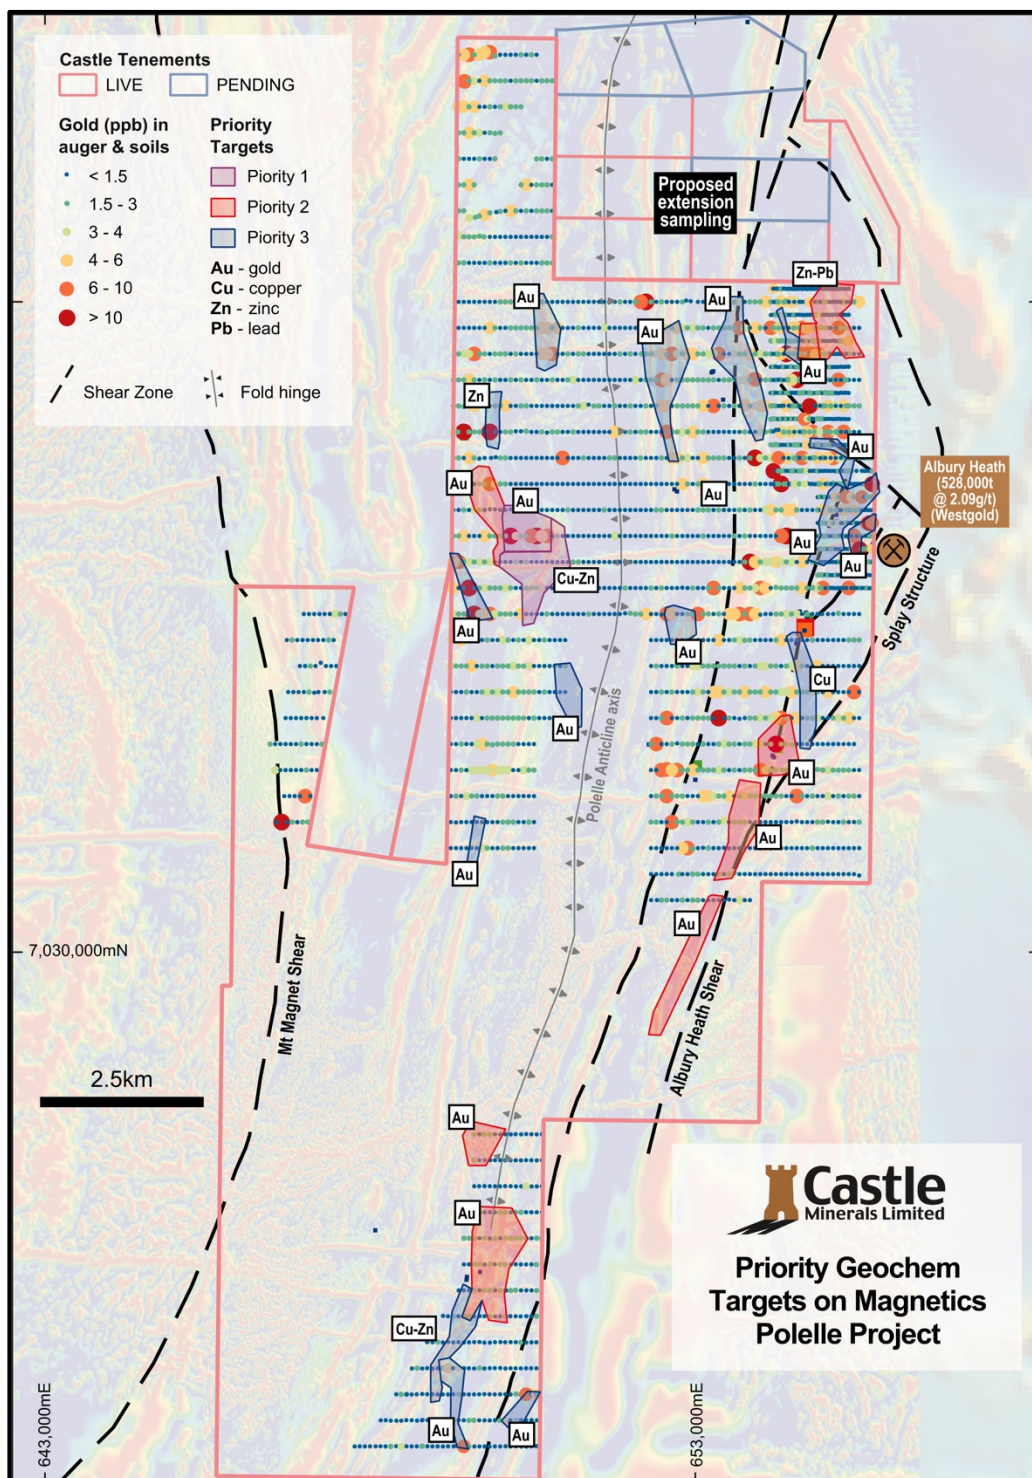 Castle Tenements
LIVE
PENDING
Gold (ppb) in
auger & soils
< 1.5
1.5 - 3
3 - 4
4 - 6
6 - 10
> 10
Priority
Targets
Piority 1
Piority 2
Piority 3
Au - gold
Cu - copper
Zn - zinc
Pb - lead
Shear Zone
Fold hinge
Proposed
extension
sampling
Zn-Pb
Au
Au
Au
Au
Zn
Au
Au
Au
Au
Albury Heath
(528,000t
@ 2.09g/t)
(Westgold)
Au
Au
Cu-Zn
Splay Structure
Au
Au
Cu
Polelle Anticline axis
Au
Au
Au
Au
Au
7,030,000mN
Mt Magnet Shear
Albury Heath Shear
2.5km
Au
Au
Cu-Zn
Au
Au
Castle
Minerals Limited
Priority Geochem
Targets on Magnetics
Polelle Project
643,000mE
653,000mE